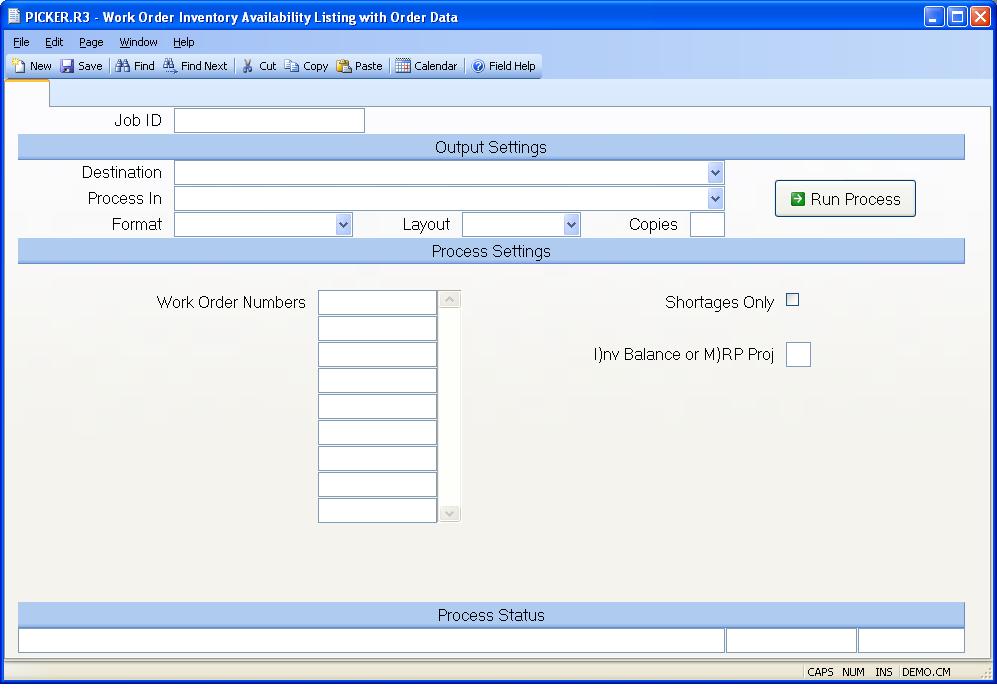 PICKER.R3 - Work Order Inventory Availability Listing with Order Data
File Edit Page Window Help
New Save Find Find Next Cut Copy Paste Calendar Field Help
Job ID
Output Settings
Destination
Process In
Run Process
Format Layout Copies
Process Settings
Work Order Numbers Shortages Only
I)nv Balance or M)RP Proj
Process Status
CAPS NUM INS DEMO.CM